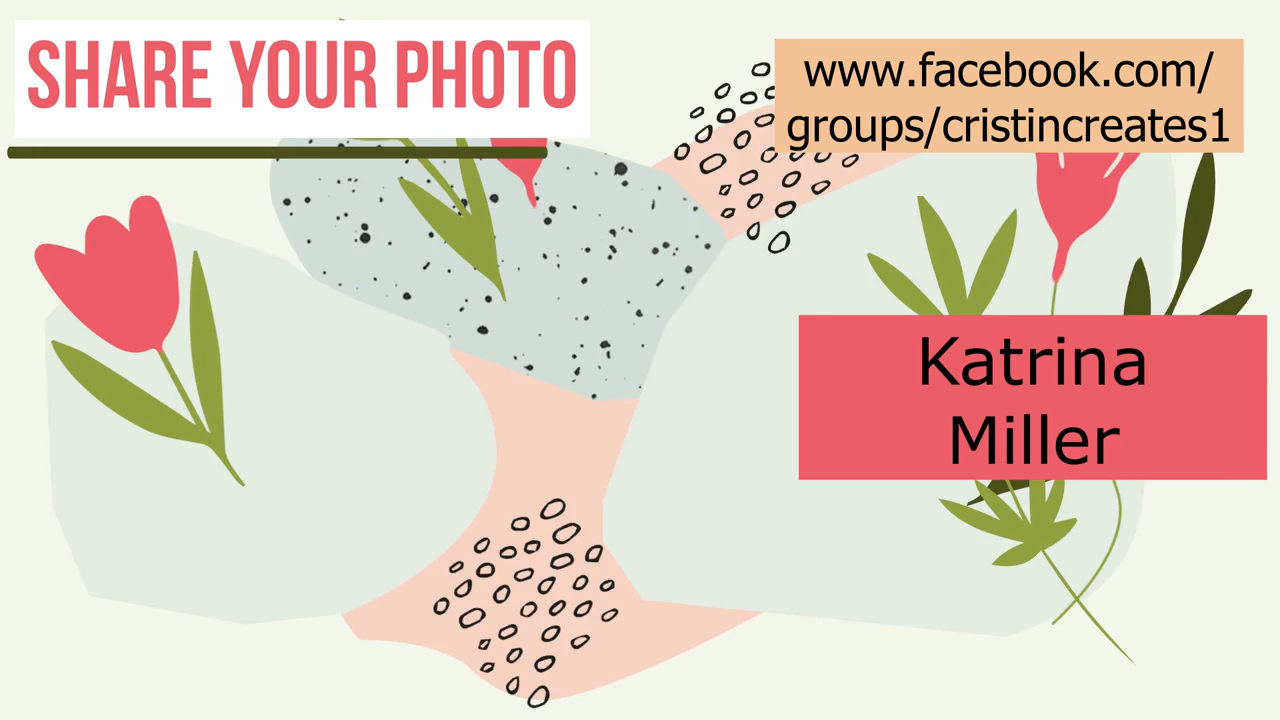 SHARE YOUR PHOTO
www.facebook.com/
groups/cristincreates1
Katrina
Miller